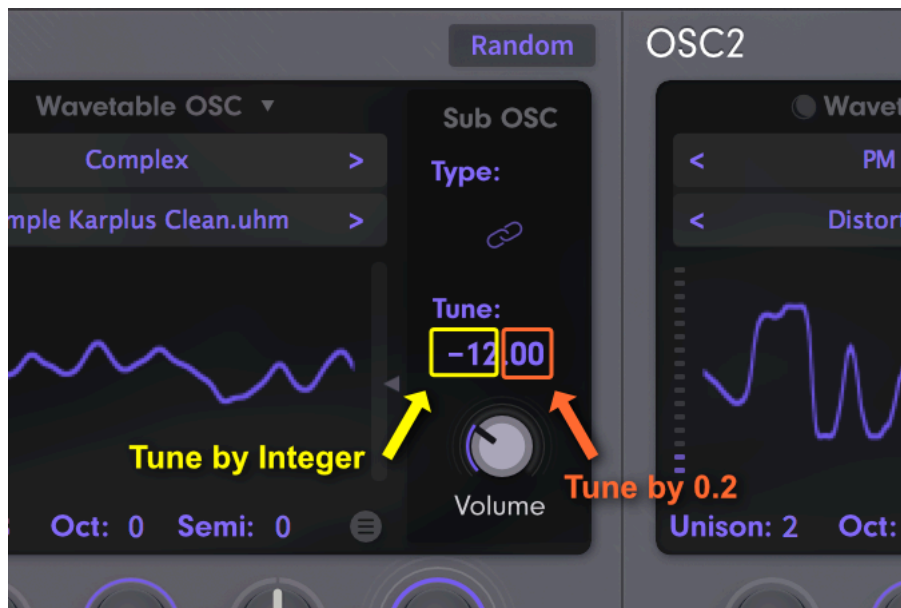 Random
OSC2
Wavetable OSC
Sub OSC
Complex >
Type:
< PM
mple Karplus Clean.uhm >
<
Tune:
-12.00
Tune by Integer
Tune by 0.2
Volume
Oct: 0 Semi: 0
Unison: 2 Oct: